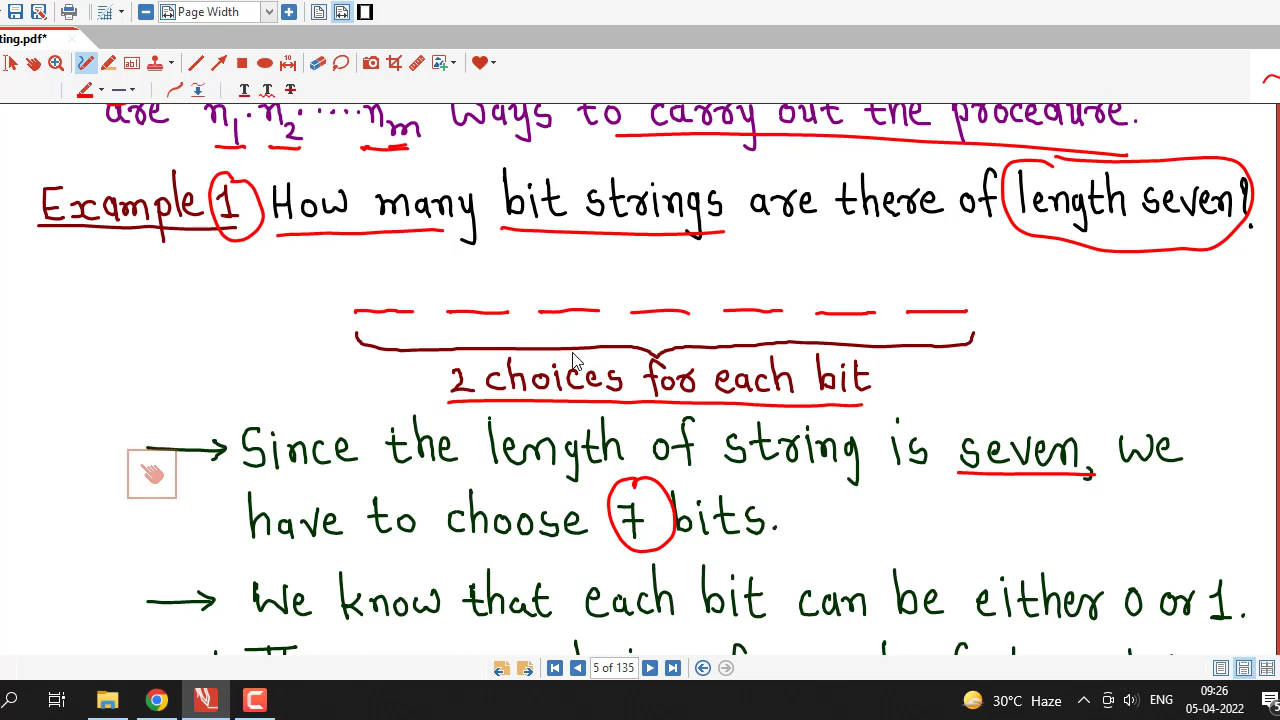 Page Width
ting.pdf*
10
are n1.n2.....nm ways to carry out the procedure.
Example 1 How many bit strings are there of length seven?
2 choices for each bit
→ Since the length of string is seven, we
have to choose 7 bits.
→ We know that each bit can be either 0 or 1.
5 of 135
30°C Haze
ENG
09:26
05-04-2022